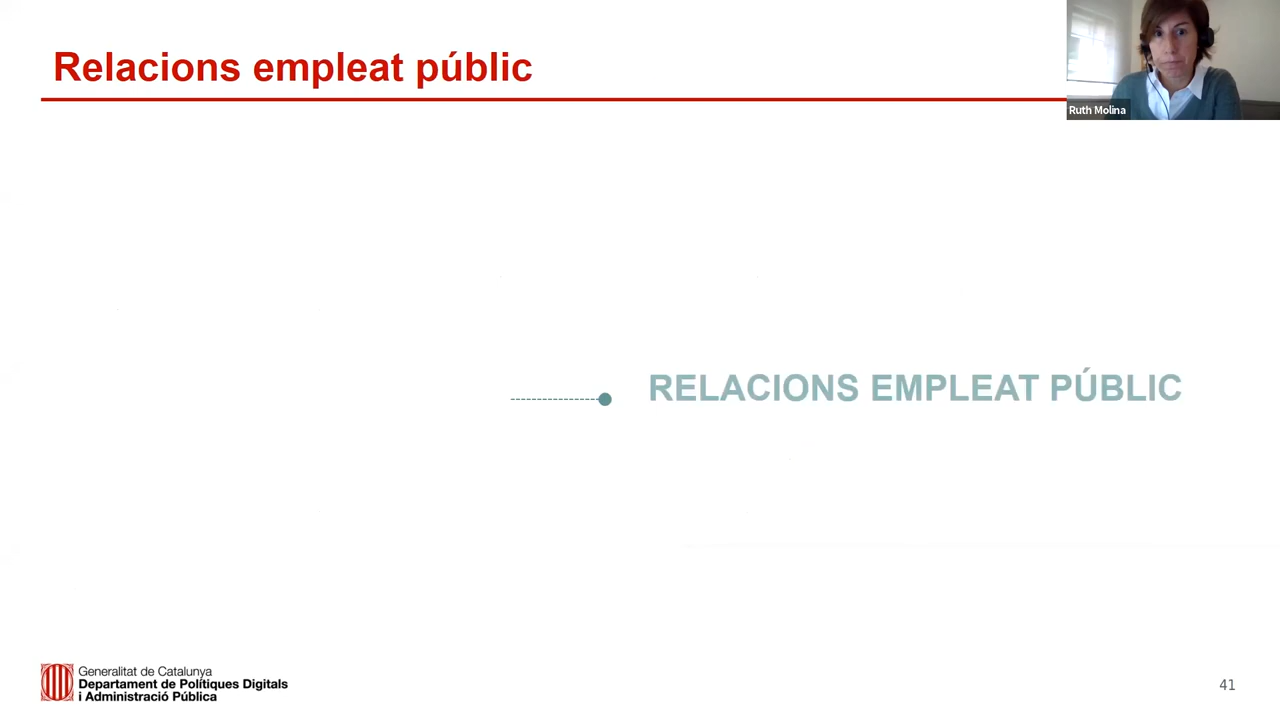 Relacions empleat públic
Ruth Molina
RELACIONS EMPLEAT PÚBLIC
Generalitat de Catalunya
Departament de Polítiques Digitals
i Administració Pública
41